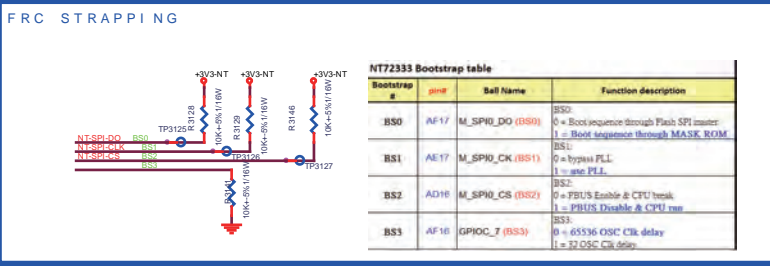 FRC STRAPPING
+3V3-NT
+3V3-NT
+3V3-NT
R3128
10K+-5%1/16W
R3129
10K+-5%1/16W
R3146
10K+-5%1/16W
TP3125
TP3126
TP3127
NT-SPI-DO BS0
NT-SPI-CLK BS1
NT-SPI-CS BS2
BS3
10K+-5%1/16W
NT72333 Bootstrap table
Bootstrap # pin# Ball Name Function description
BS0 AF17 M_SPI0_DO (BS0)
BS0:
0 = Boot sequence through Flash SPI master
1 = Boot sequence through MASK ROM
BS1 AE17 M_SPI0_CK (BS1)
BS1:
0 = bypass PLL
1 = use PLL
BS2 AD16 M_SPI0_CS (BS2)
BS2:
0 = PBUS Enable & CPU break
1 = PBUS Disable & CPU run
BS3 AF16 GPIOC_7 (BS3)
BS3:
0 = 65536 OSC Clk delay
1 = 32 OSC Clk delay